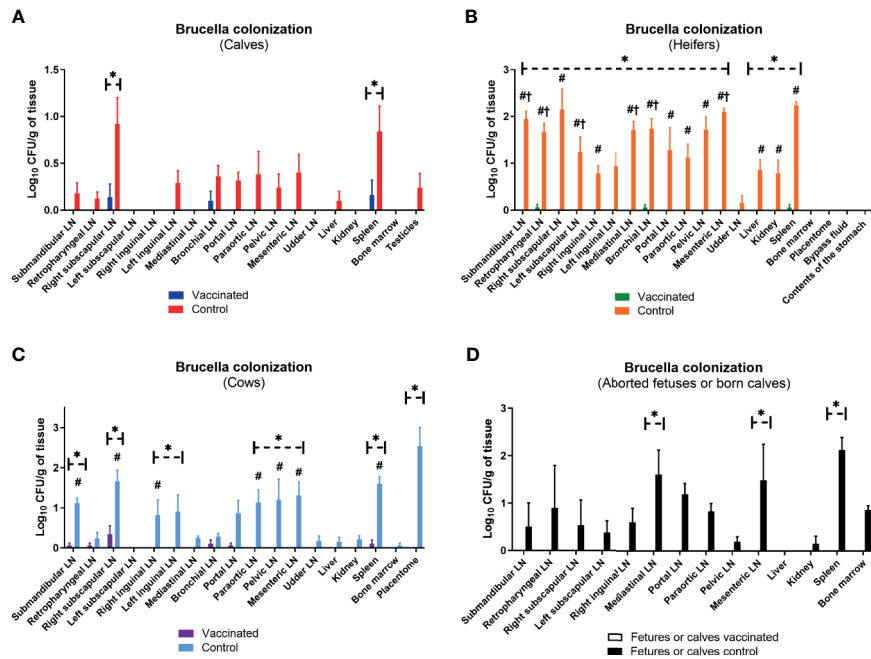 A
Brucella colonization
(Calves)
Log10 CFU/g of tissue
1.5
1.0
0.5
0.0
*
*
Submandibular LN
Retropharyngeal LN
Right subscapular LN
Left subscapular LN
Right inguinal LN
Left inguinal LN
Mediastinal LN
Bronchial LN
Portal LN
Paraortic LN
Pelvic LN
Mesenteric LN
Udder LN
Liver
Kidney
Spleen
Bone marrow
Testicles
Vaccinated
Control
B
Brucella colonization
(Heifers)
Log10 CFU/g of tissue
3
2
1
0
* *
#† #† # #† # #† #† # # # #† # # #
Submandibular LN
Retropharyngeal LN
Right subscapular LN
Left subscapular LN
Right inguinal LN
Left inguinal LN
Mediastinal LN
Bronchial LN
Portal LN
Paraortic LN
Pelvic LN
Mesenteric LN
Udder LN
Liver
Kidney
Spleen
Bone marrow
Placentome
Bypass fluid
Contents of the stomach
Vaccinated
Control
C
Brucella colonization
(Cows)
Log10 CFU/g of tissue
3
2
1
0
* * * * * *
# # # # # # #
Submandibular LN
Retropharyngeal LN
Right subscapular LN
Left subscapular LN
Right inguinal LN
Left inguinal LN
Mediastinal LN
Bronchial LN
Portal LN
Paraortic LN
Pelvic LN
Mesenteric LN
Udder LN
Liver
Kidney
Spleen
Bone marrow
Placentome
Vaccinated
Control
D
Brucella colonization
(Aborted fetuses or born calves)
Log10 CFU/g of tissue
3
2
1
0
* * *
Submandibular LN
Retropharyngeal LN
Right subscapular LN
Left subscapular LN
Right inguinal LN
Mediastinal LN
Portal LN
Paraortic LN
Pelvic LN
Mesenteric LN
Liver
Kidney
Spleen
Bone marrow
Fetures or calves vaccinated
Fetures or calves control